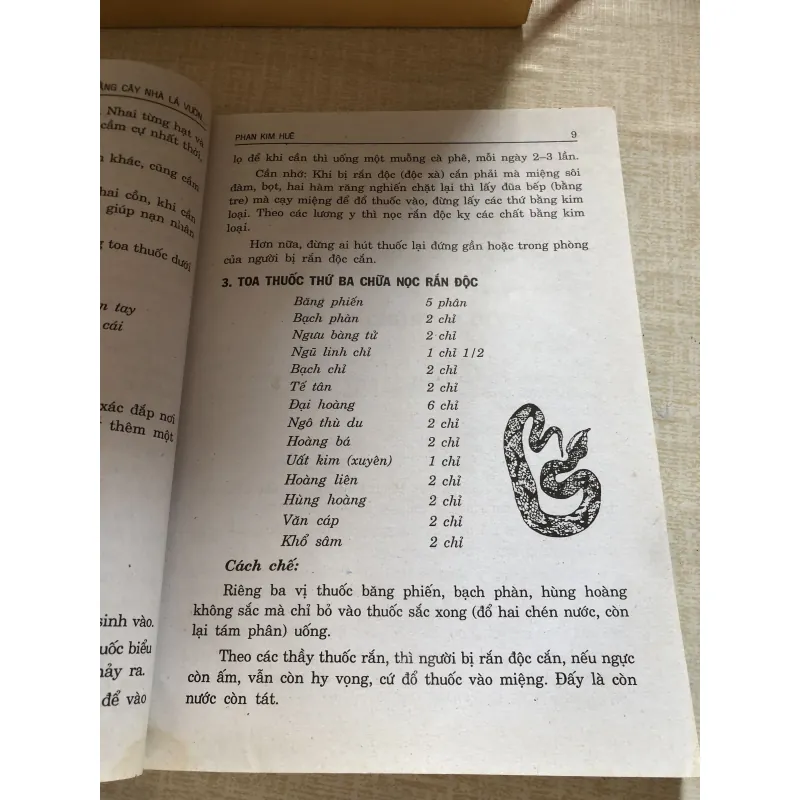 ẰNG CÂY NHÀ LÁ VƯỜN
Nhai từng hạt và
cầm cự nhất thời,
khác, cũng cầm
hai cồn, khi cần
giúp nạn nhân
toa thuốc dưới
tay
cái
xác đắp nơi
thêm một
sinh vào.
uốc biểu
hảy ra.
để vào
PHAN KIM HUÊ 9
lọ để khi cần thì uống một muỗng cà phê, mỗi ngày 2–3 lần.
Cần nhớ: Khi bị rắn độc (độc xà) cắn phải mà miệng sôi
đàm, bọt, hai hàm răng nghiến chặt lại thì lấy đũa bếp (bằng
tre) mà cạy miệng để đổ thuốc vào, đừng lấy các thứ bằng kim
loại. Theo các lương y thì nọc rắn độc kỵ các chất bằng kim
loại.
Hơn nữa, đừng ai hút thuốc lại đứng gần hoặc trong phòng
của người bị rắn độc cắn.
3. TOA THUỐC THỨ BA CHỮA NỌC RẮN ĐỘC
Băng phiến 5 phân
Bạch phàn 2 chỉ
Ngưu bàng tử 2 chỉ
Ngũ linh chỉ 1 chỉ 1/2
Bạch chỉ 2 chỉ
Tế tân 2 chỉ
Đại hoàng 6 chỉ
Ngô thù du 2 chỉ
Hoàng bá 2 chỉ
Uất kim (xuyên) 1 chỉ
Hoàng liên 2 chỉ
Hùng hoàng 2 chỉ
Văn cáp 2 chỉ
Khổ sâm 2 chỉ
Cách chế:
Riêng ba vị thuốc băng phiến, bạch phàn, hùng hoàng
không sắc mà chỉ bỏ vào thuốc sắc xong (đổ hai chén nước, còn
lại tám phân) uống.
Theo các thầy thuốc rắn, thì người bị rắn độc cắn, nếu ngực
còn ấm, vẫn còn hy vọng, cứ đổ thuốc vào miệng. Đấy là còn
nước còn tát.